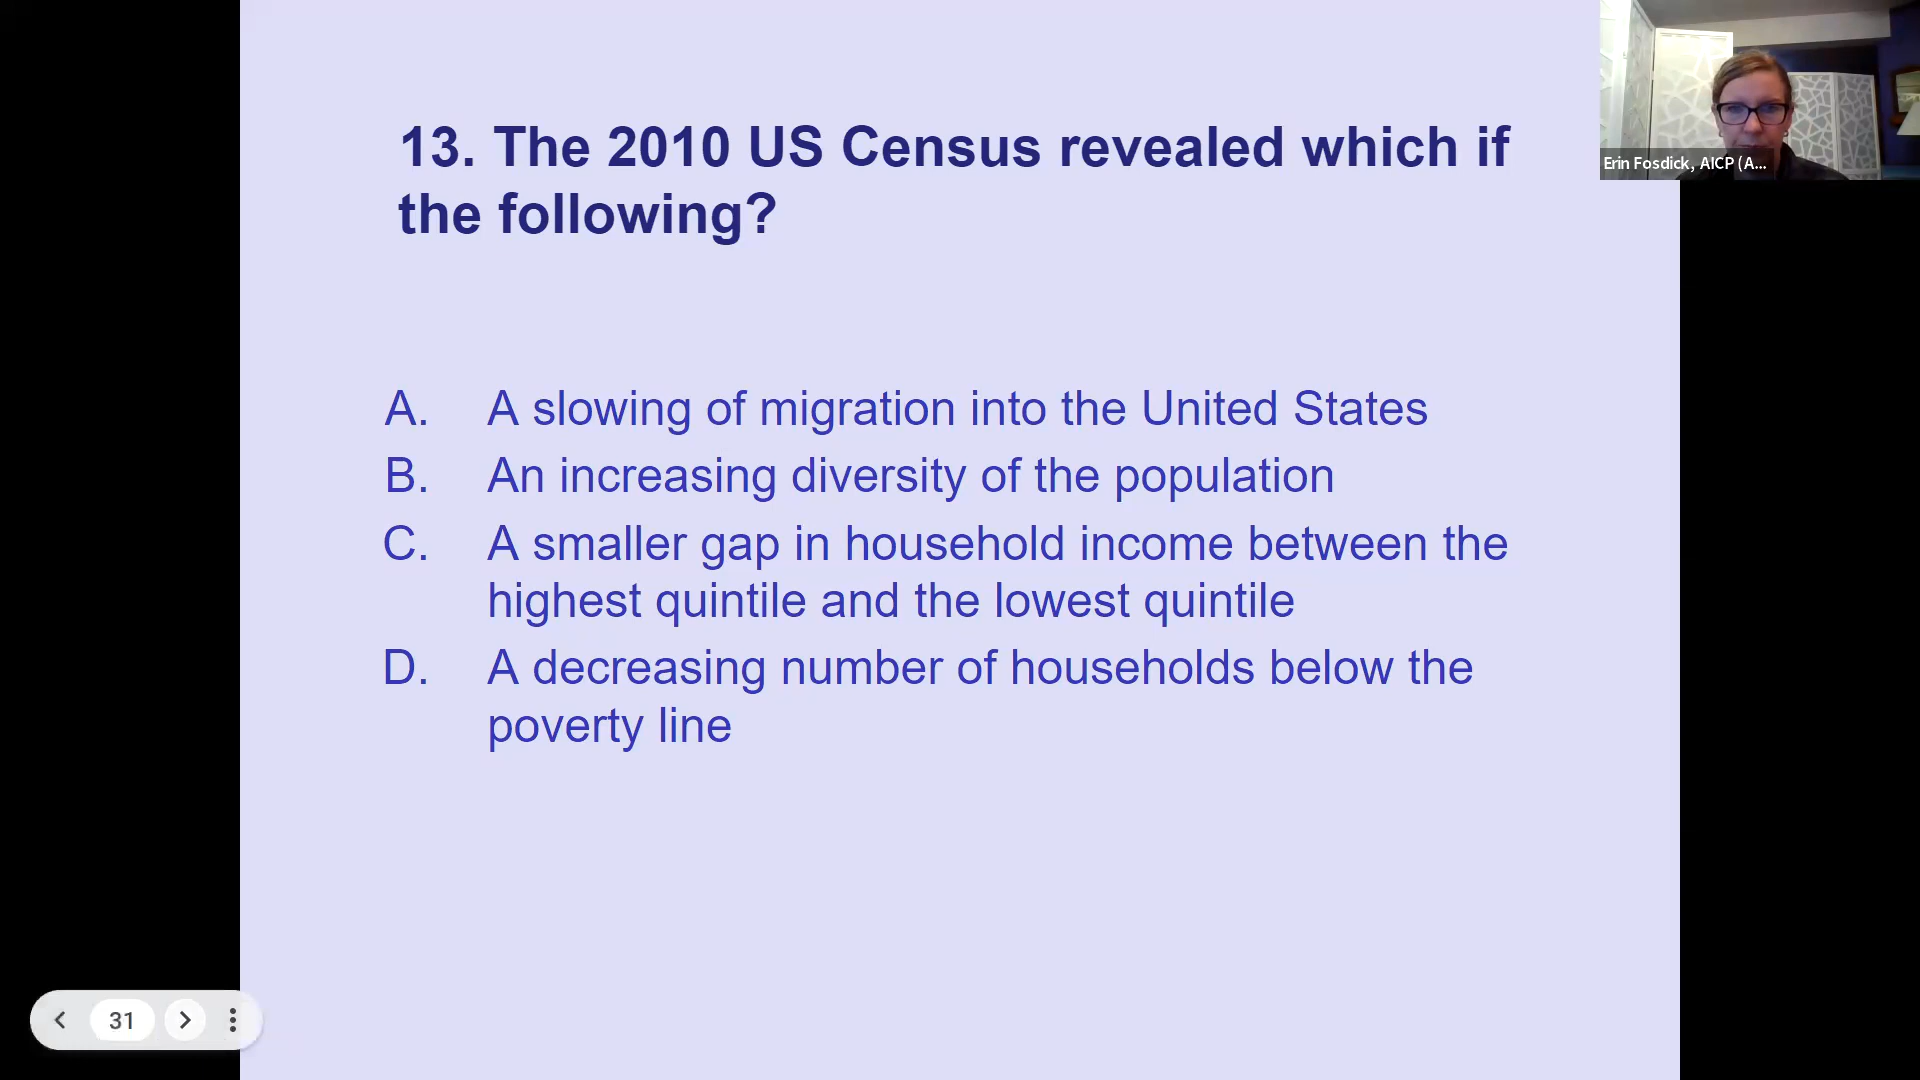 13. The 2010 US Census revealed which if
the following?
A. A slowing of migration into the United States
B. An increasing diversity of the population
C. A smaller gap in household income between the
highest quintile and the lowest quintile
D. A decreasing number of households below the
poverty line
Erin Fosdick, AICP (A...
31